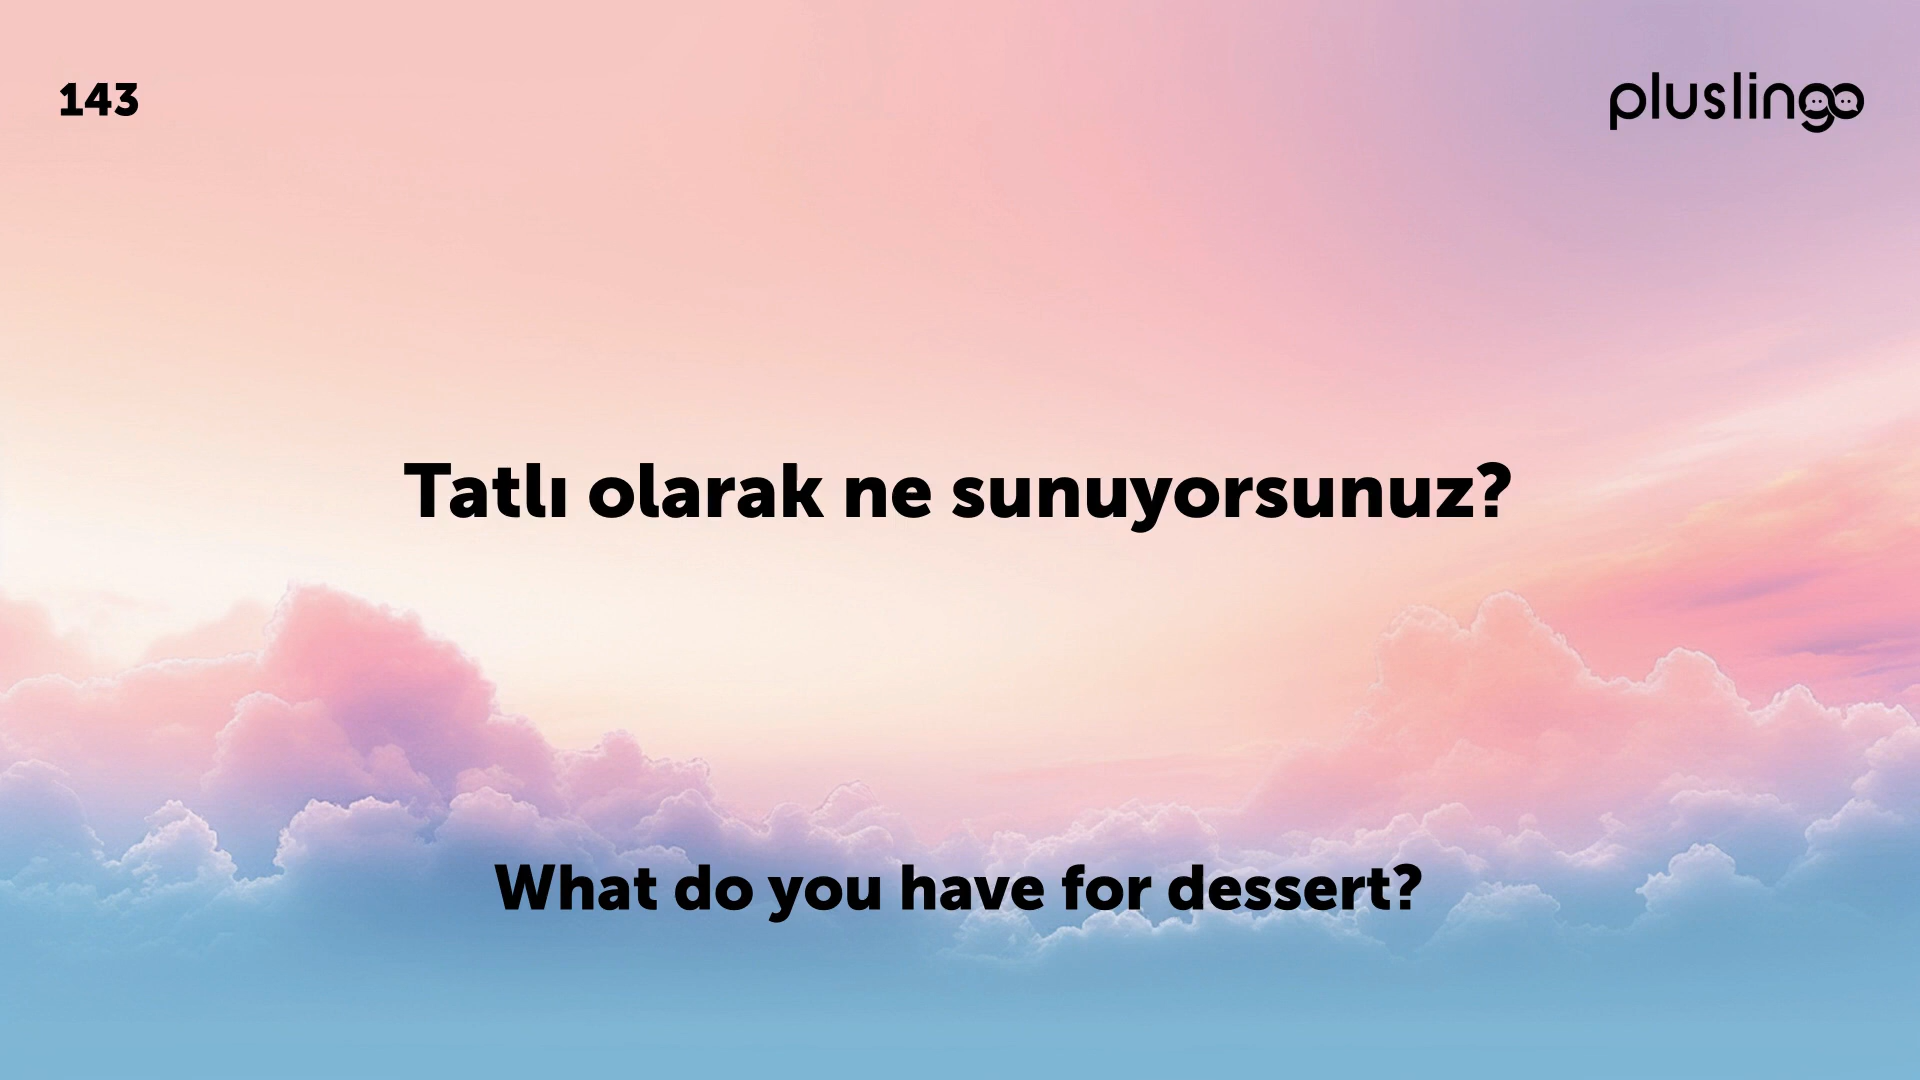 143
pluslingo
Tatlı olarak ne sunuyorsunuz?
What do you have for dessert?